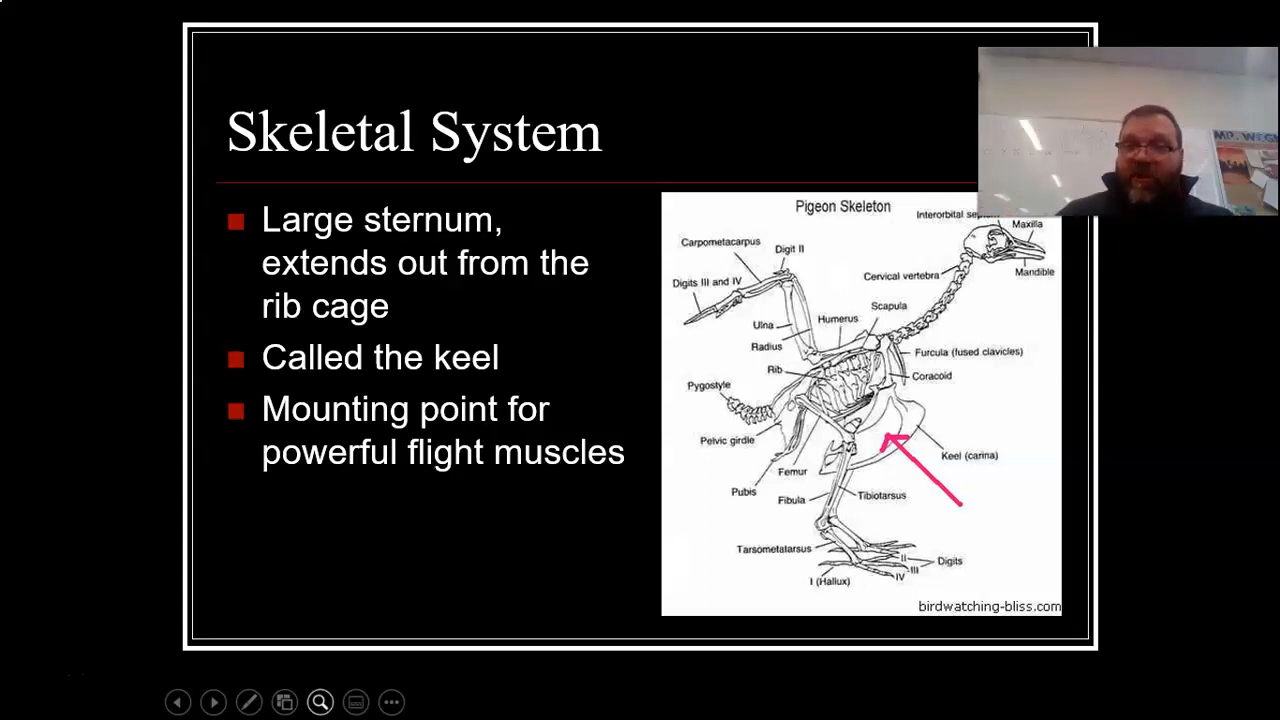 Skeletal System
Large sternum,
extends out from the
rib cage
Called the keel
Mounting point for
powerful flight muscles
Pigeon Skeleton
Interorbital
Maxilla
Mandible
Carpometacarpus
Digit II
Digits III and IV
Cervical vertebra
Scapula
Humerus
Ulna
Radius
Furcula (fused clavicles)
Rib
Coracoid
Pygostyle
Pelvic girdle
Keel (carina)
Femur
Pubis
Fibula
Tibiotarsus
Tarsometatarsus
II
III
IV
Digits
I (Hallux)
birdwatching-bliss.com
MR.